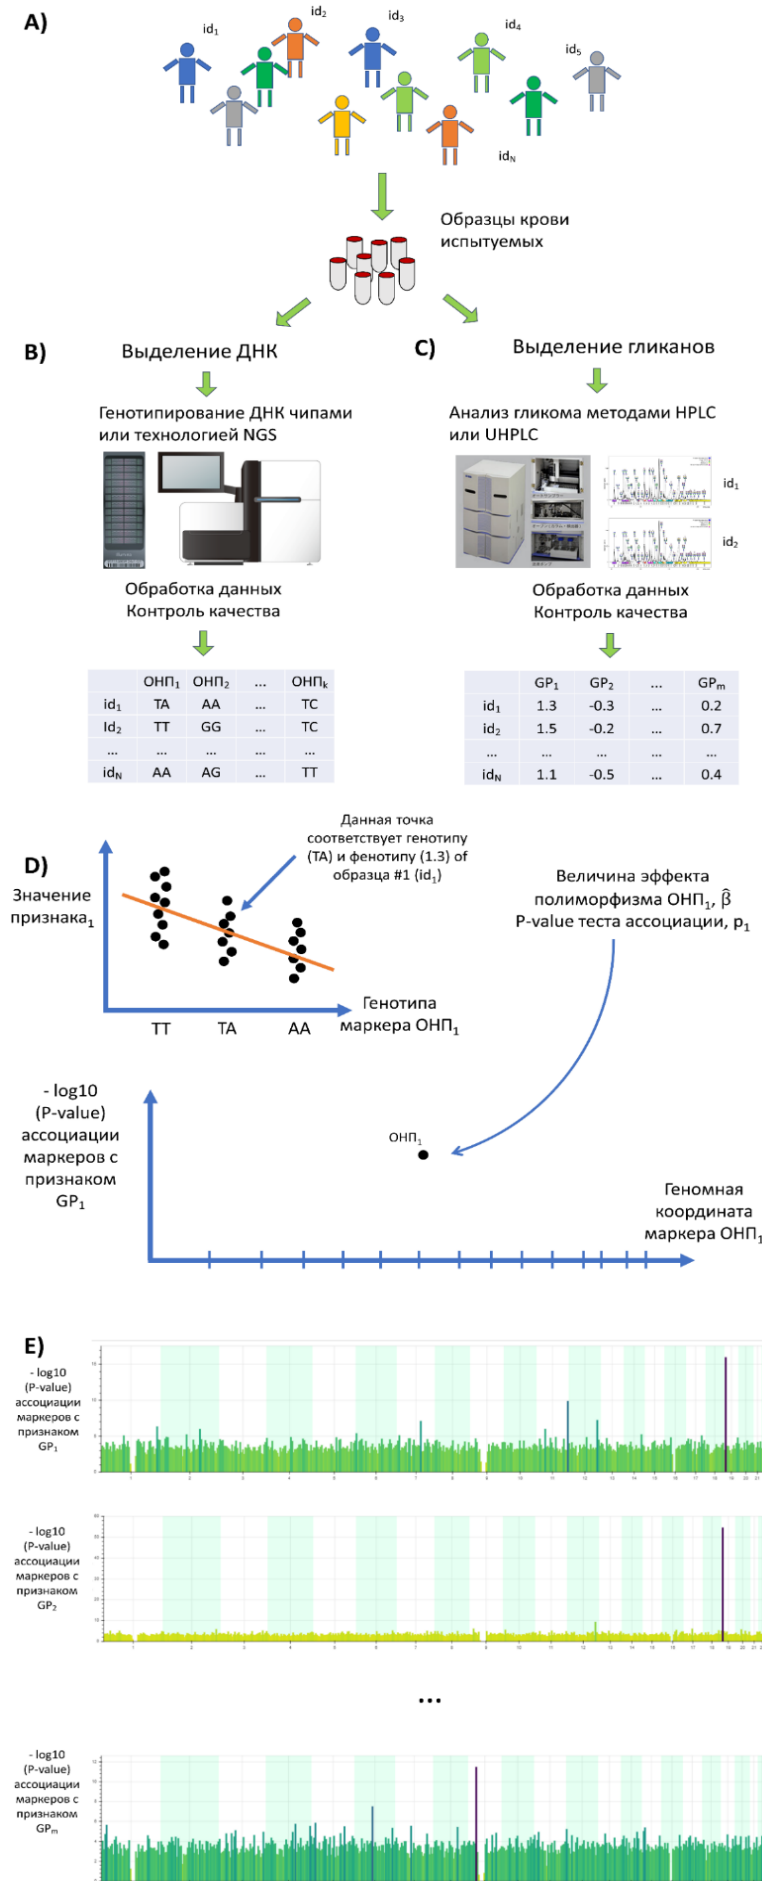 A)
id1
id2
id3
id4
id5
idN
Образцы крови
испытуемых
B)
Выделение ДНК
Генотипирование ДНК чипами
или технологией NGS
Обработка данных
Контроль качества
ОНП1 ОНП2 ... ОНПk
id1 TA AA ... TC
Id2 TT GG ... TC
... ... ... ...
idN AA AG ... TT
C)
Выделение гликанов
Анализ гликома методами HPLC
или UHPLC
id1
id2
Обработка данных
Контроль качества
GP1 GP2 ... GPm
id1 1.3 -0.3 ... 0.2
id2 1.5 -0.2 ... 0.7
... ... ... ...
idN 1.1 -0.5 ... 0.4
D)
Значение
признака1
Данная точка
соответствует генотипу
(TA) и фенотипу (1.3) of
образца #1 (id1)
TT TA AA
Генотипа
маркера ОНП1
Величина эффекта
полиморфизма ОНП1, β̂
P-value теста ассоциации, p1
- log10
(P-value)
ассоциации
маркеров с
признаком
GP1
ОНП1
Геномная
координата
маркера ОНП1
E)
- log10
(P-value)
ассоциации
маркеров с
признаком
GP1
- log10
(P-value)
ассоциации
маркеров с
признаком
GP2
...
- log10
(P-value)
ассоциации
маркеров с
признаком
GPm